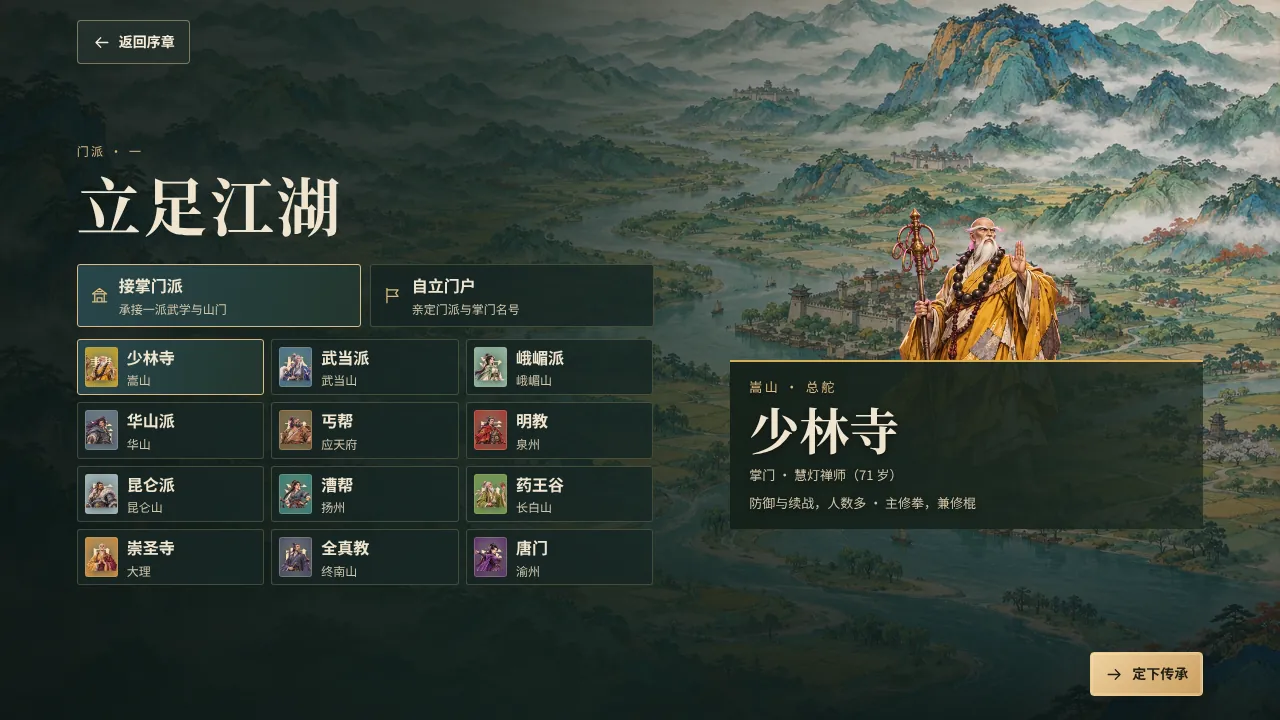 返回序章
门派 · 一
立足江湖
接掌门派
承接一派武学与山门
自立门户
亲定门派与掌门名号
少林寺
嵩山
武当派
武当山
峨嵋派
峨嵋山
华山派
华山
丐帮
应天府
明教
泉州
昆仑派
昆仑山
漕帮
扬州
药王谷
长白山
崇圣寺
大理
全真教
终南山
唐门
渝州
嵩山 · 总舵
少林寺
掌门 · 慧灯禅师（71 岁）
防御与续战，人数多 · 主修拳，兼修棍
定下传承